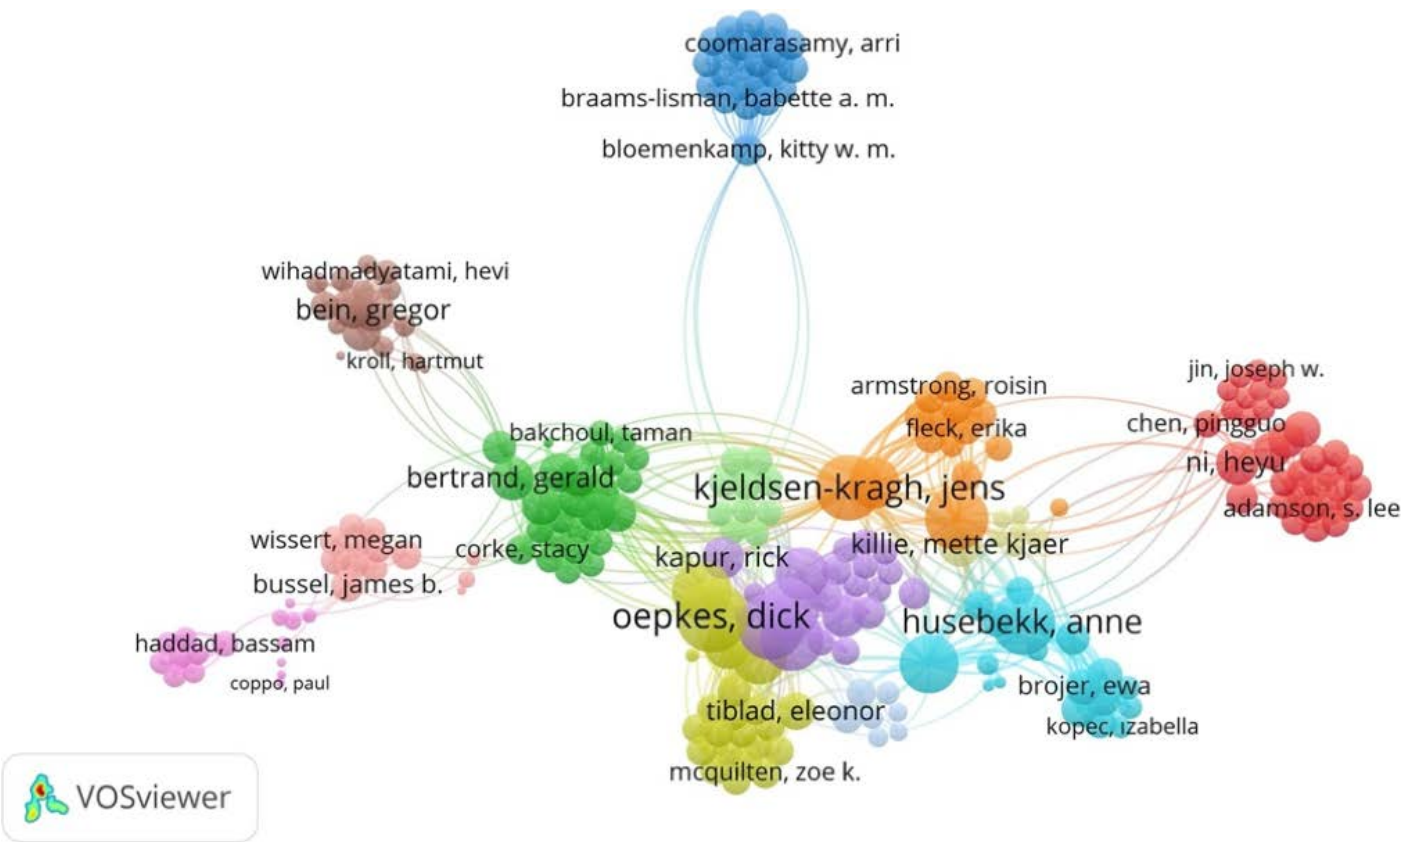 coomarasamy, arri
braams-lisman, babette a. m.
bloemenkamp, kitty w. m.
wihadmadyatami, hevi
bein, gregor
kroll, hartmut
jin, joseph w.
armstrong, roisin
chen, pingguo
fleck, erika
bakchoul, taman
ni, heyu
bertrand, gerald
kjeldsen-kragh, jens
adamson, s. lee
wissert, megan
corke, stacy
killie, mette kjaer
kapur, rick
bussel, james b.
oepkes, dick
husebekk, anne
haddad, bassam
coppo, paul
brojer, ewa
tiblad, eleonor
kopec, ızabella
mcquilten, zoe k.
VOSviewer